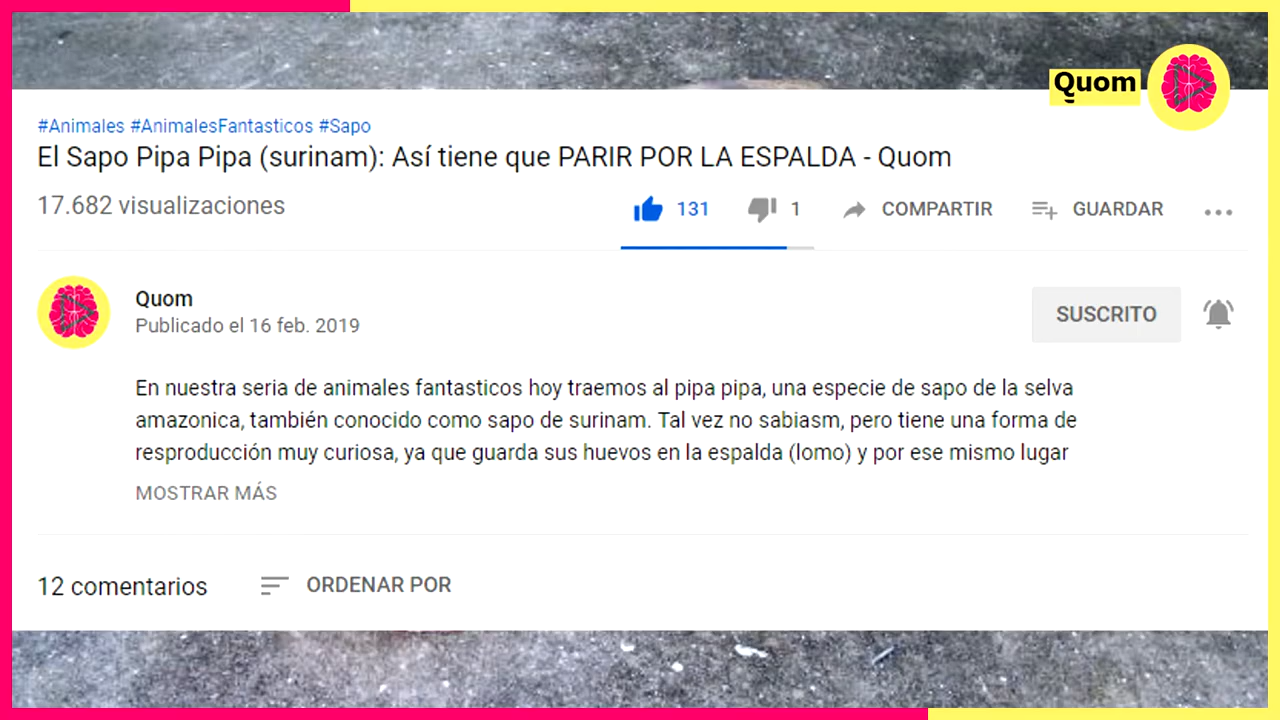 Quom
#Animales #AnimalesFantasticos #Sapo
El Sapo Pipa Pipa (surinam): Así tiene que PARIR POR LA ESPALDA - Quom
17.682 visualizaciones
131
1
COMPARTIR
GUARDAR
Quom
Publicado el 16 feb. 2019
SUSCRITO
En nuestra seria de animales fantasticos hoy traemos al pipa pipa, una especie de sapo de la selva
amazonica, también conocido como sapo de surinam. Tal vez no sabiasm, pero tiene una forma de
resproducción muy curiosa, ya que guarda sus huevos en la espalda (lomo) y por ese mismo lugar
MOSTRAR MÁS
12 comentarios
ORDENAR POR